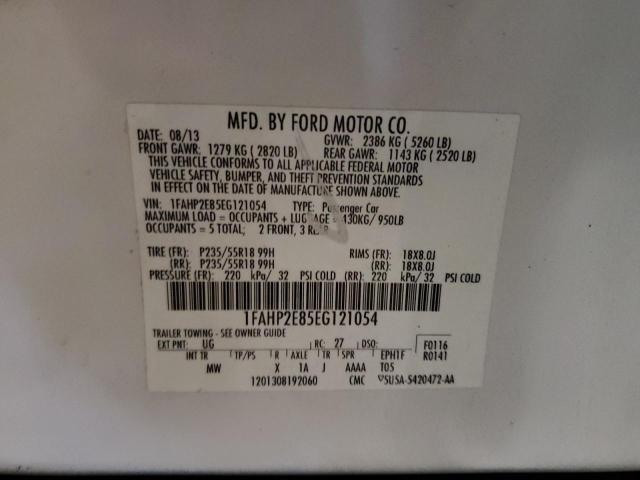 MFD. BY FORD MOTOR CO.
DATE: 08/13 GVWR: 2386 KG ( 5260 LB)
FRONT GAWR: 1279 KG ( 2820 LB) REAR GAWR: 1143 KG ( 2520 LB)
THIS VEHICLE CONFORMS TO ALL APPLICABLE FEDERAL MOTOR
VEHICLE SAFETY, BUMPER, AND THEFT PREVENTION STANDARDS
IN EFFECT ON THE DATE OF MANUFACTURE SHOWN ABOVE.
VIN: 1FAHP2E85EG121054 TYPE: Passenger Car
MAXIMUM LOAD = OCCUPANTS + LUGGAGE = 430KG/ 950LB
OCCUPANTS = 5 TOTAL; 2 FRONT, 3 REAR
TIRE (FR): P235/55R18 99H RIMS (FR): 18X8.0J
(RR): P235/55R18 99H (RR): 18X8.0J
PRESSURE (FR): 220 kPa/ 32 PSI COLD (RR): 220 kPa/ 32 PSI COLD
1FAHP2E85EG121054
TRAILER TOWING - SEE OWNER GUIDE
EXT PNT: UG RC: 27 DSO: F0116
INT TR TP/PS R AXLE TR SPR EPH1F R0141
MW X 1A J AAAA T05
1201308192060 CMC